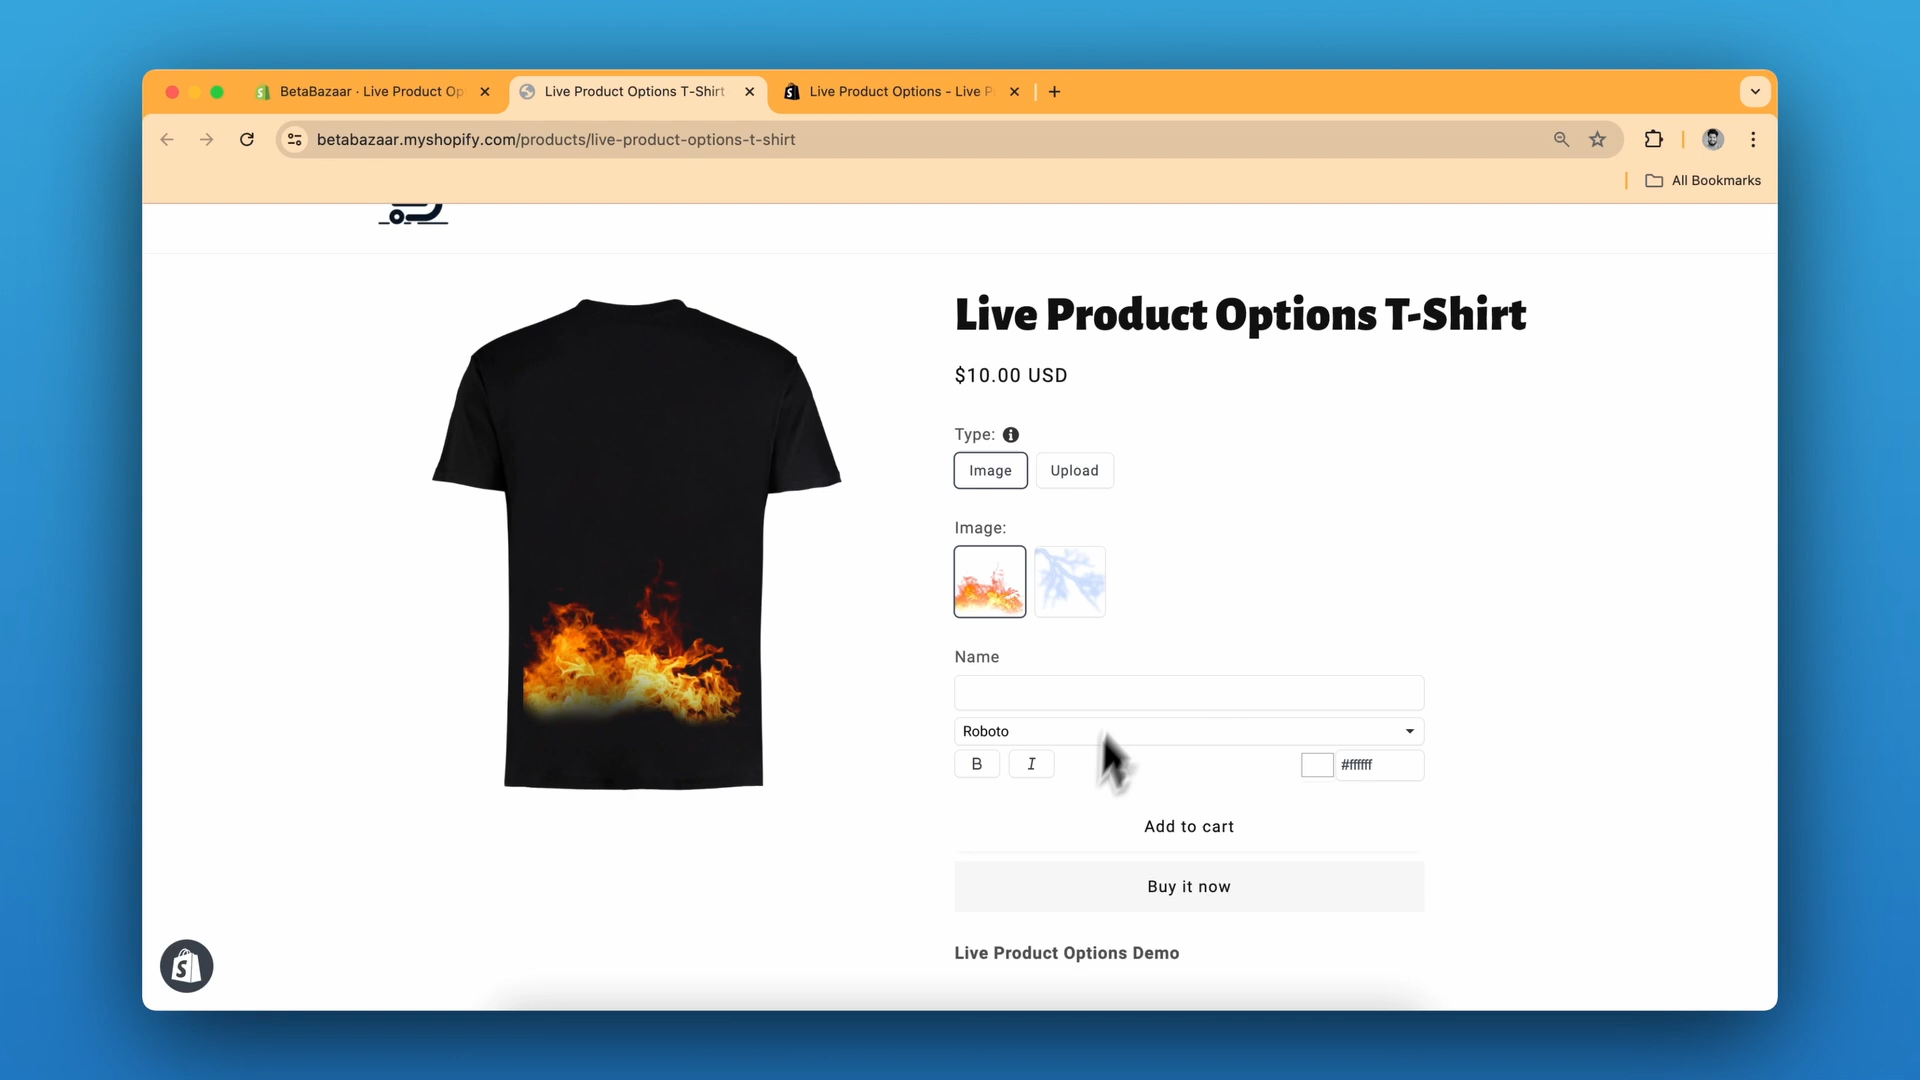 BetaBazaar · Live Product Op
Live Product Options T-Shirt
Live Product Options - Live P
betabazaar.myshopify.com/products/live-product-options-t-shirt
All Bookmarks
Live Product Options T-Shirt
$10.00 USD
Type:
Image
Upload
Image:
Name
Roboto
B
I
#ffffff
Add to cart
Buy it now
Live Product Options Demo